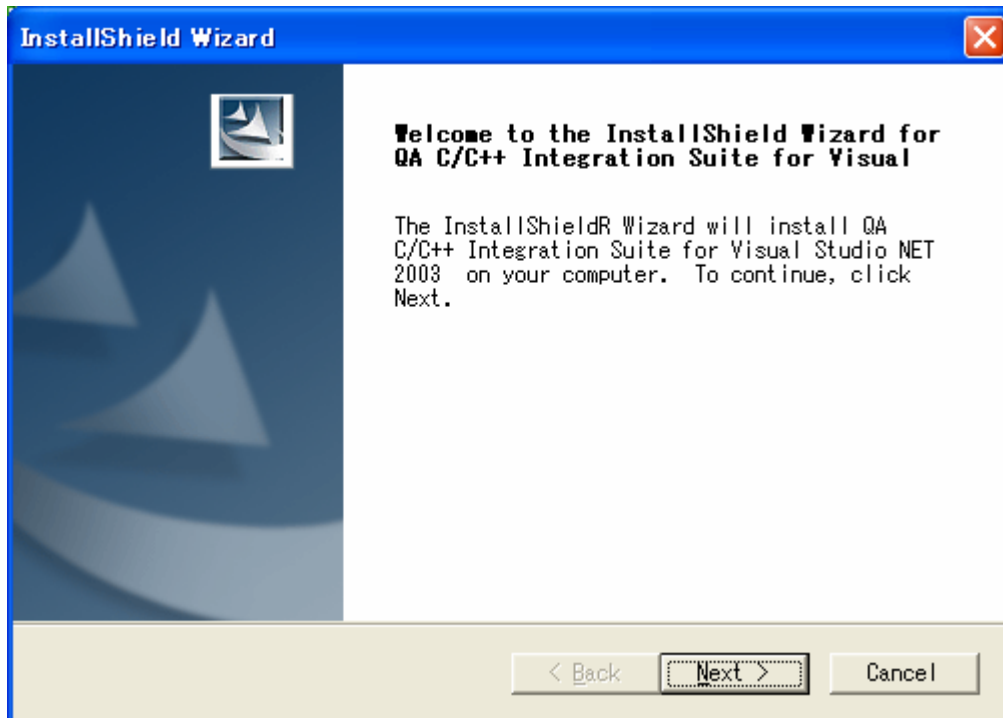 InstallShield Wizard
Welcome to the InstallShield Wizard for
QA C/C++ Integration Suite for Visual
The InstallShieldR Wizard will install QA
C/C++ Integration Suite for Visual Studio NET
2003  on your computer.  To continue, click
Next.
< Back
Next >
Cancel